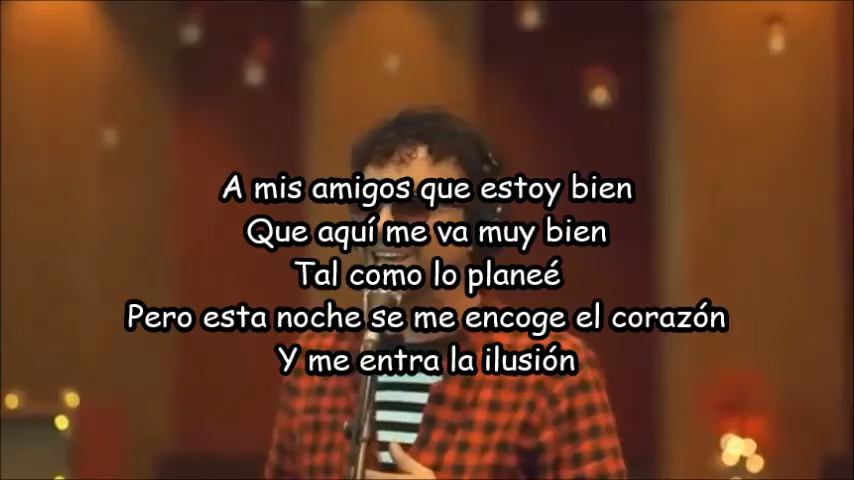 A mis amigos que estoy bien
Que aquí me va muy bien
Tal como lo planeé
Pero esta noche se me encoge el corazón
Y me entra la ilusión